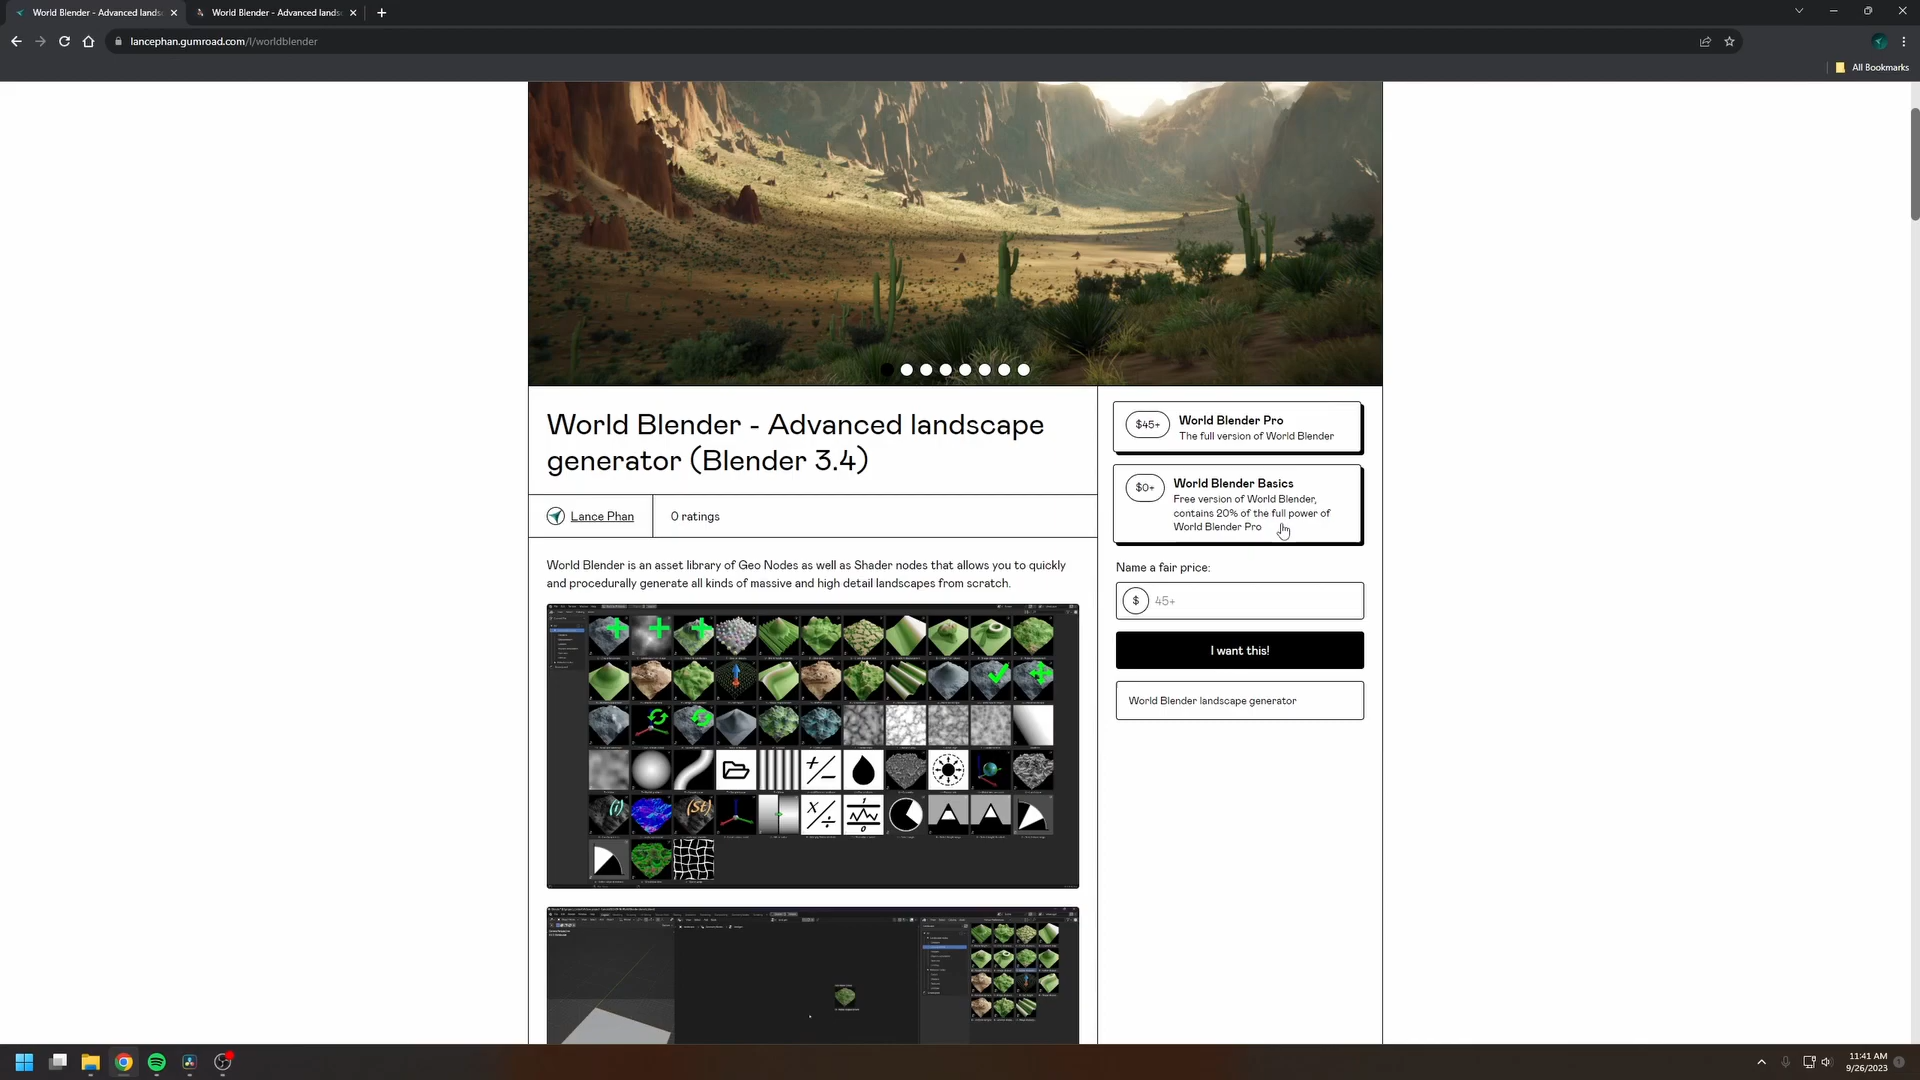 World Blender - Advanced lands
World Blender - Advanced lands
lancephan.gumroad.com/l/worldblender
All Bookmarks
World Blender - Advanced landscape
generator (Blender 3.4)
Lance Phan
0 ratings
World Blender is an asset library of Geo Nodes as well as Shader nodes that allows you to quickly
and procedurally generate all kinds of massive and high detail landscapes from scratch.
$45+
World Blender Pro
The full version of World Blender
$0+
World Blender Basics
Free version of World Blender,
contains 20% of the full power of
World Blender Pro
Name a fair price:
$ 45+
I want this!
World Blender landscape generator
(i)
(St)
11:41 AM
9/26/2023